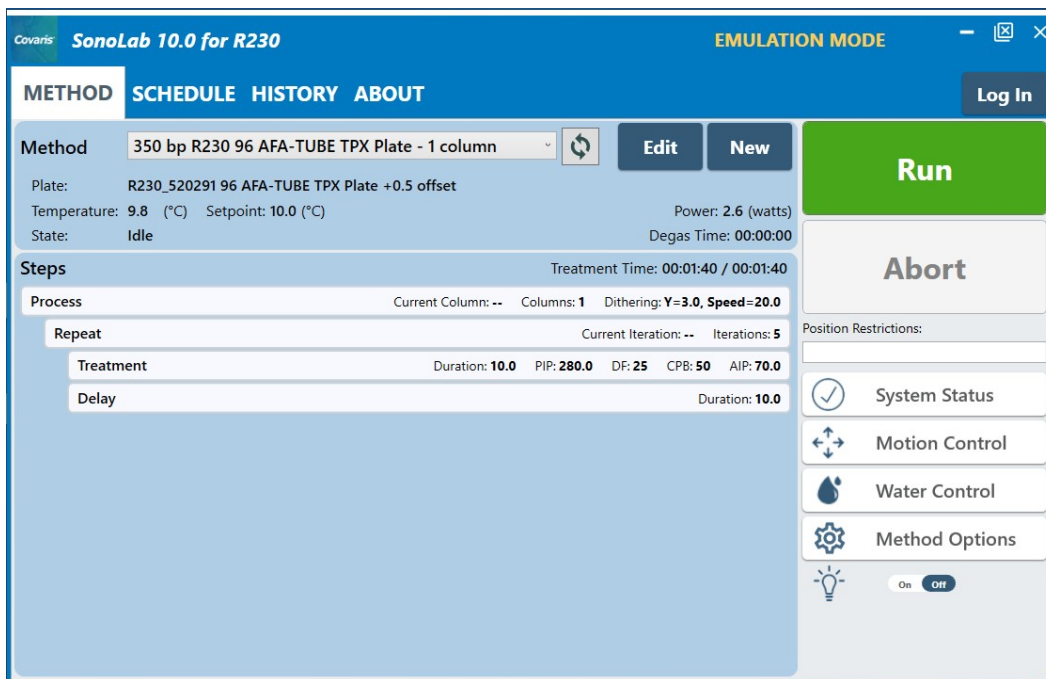 Covaris SonoLab 10.0 for R230 EMULATION MODE
METHOD SCHEDULE HISTORY ABOUT Log In
Method 350 bp R230 96 AFA-TUBE TPX Plate - 1 column Edit New
Run
Plate: R230_520291 96 AFA-TUBE TPX Plate +0.5 offset
Temperature: 9.8 (°C) Setpoint: 10.0 (°C) Power: 2.6 (watts)
State: Idle Degas Time: 00:00:00
Abort
Steps Treatment Time: 00:01:40 / 00:01:40
Process Current Column: -- Columns: 1 Dithering: Y=3.0, Speed=20.0
Repeat Current Iteration: -- Iterations: 5
Treatment Duration: 10.0 PIP: 280.0 DF: 25 CPB: 50 AIP: 70.0
Delay Duration: 10.0
Position Restrictions:
System Status
Motion Control
Water Control
Method Options
On Off